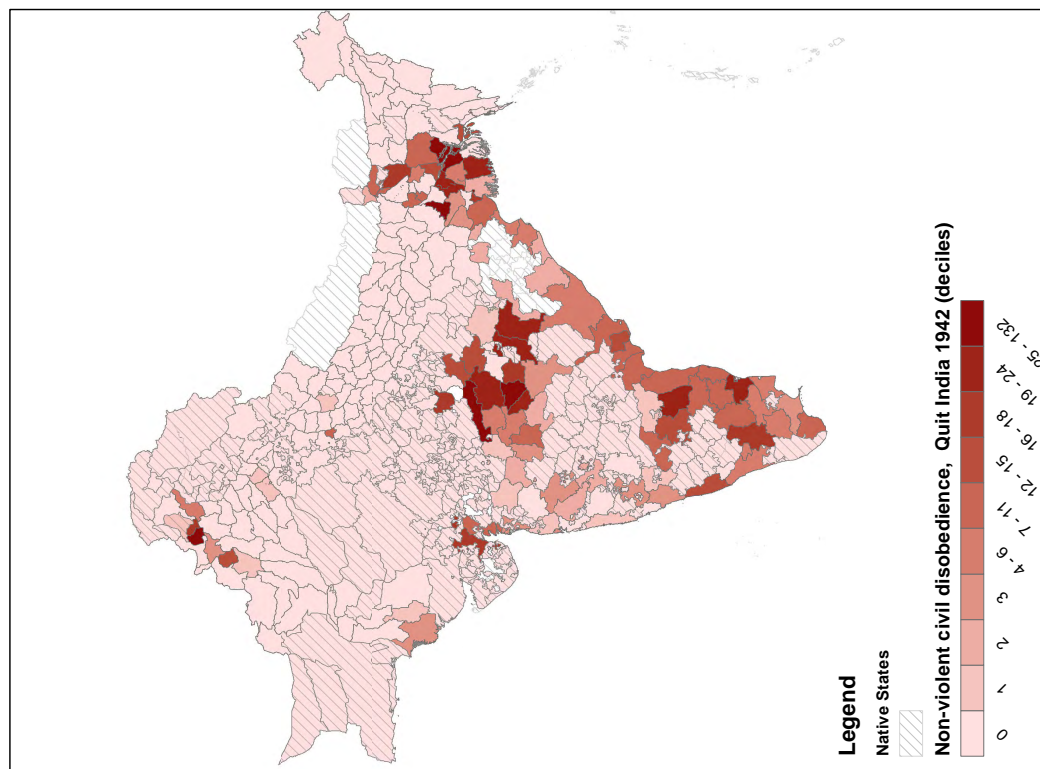 Legend
Native States
Non-violent civil disobedience, Quit India 1942 (deciles)
0
1
2
3
4 - 6
7 - 11
12 - 15
16 - 18
19 - 24
25 - 132